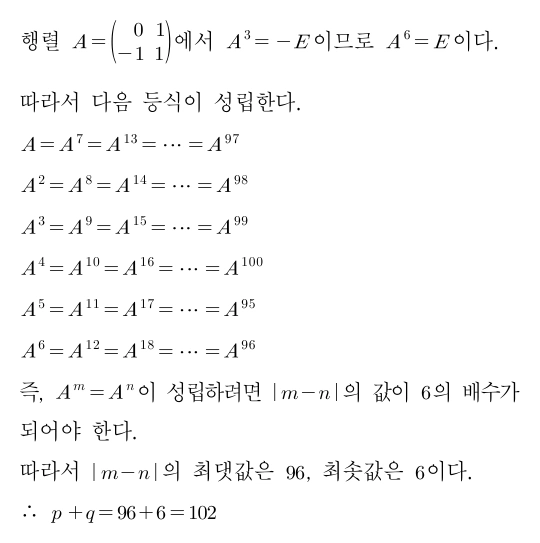 행렬 A=(0 1 -1 1)에서 A³=-E이므로 A⁶=E이다.
따라서 다음 등식이 성립한다.
A=A⁷=A¹³=⋯=A⁹⁷
A²=A⁸=A¹⁴=⋯=A⁹⁸
A³=A⁹=A¹⁵=⋯=A⁹⁹
A⁴=A¹⁰=A¹⁶=⋯=A¹⁰⁰
A⁵=A¹¹=A¹⁷=⋯=A⁹⁵
A⁶=A¹²=A¹⁸=⋯=A⁹⁶
즉, Aᵐ=Aⁿ이 성립하려면 |m-n|의 값이 6의 배수가
되어야 한다.
따라서 |m-n|의 최댓값은 96, 최솟값은 6이다.
∴ p+q=96+6=102